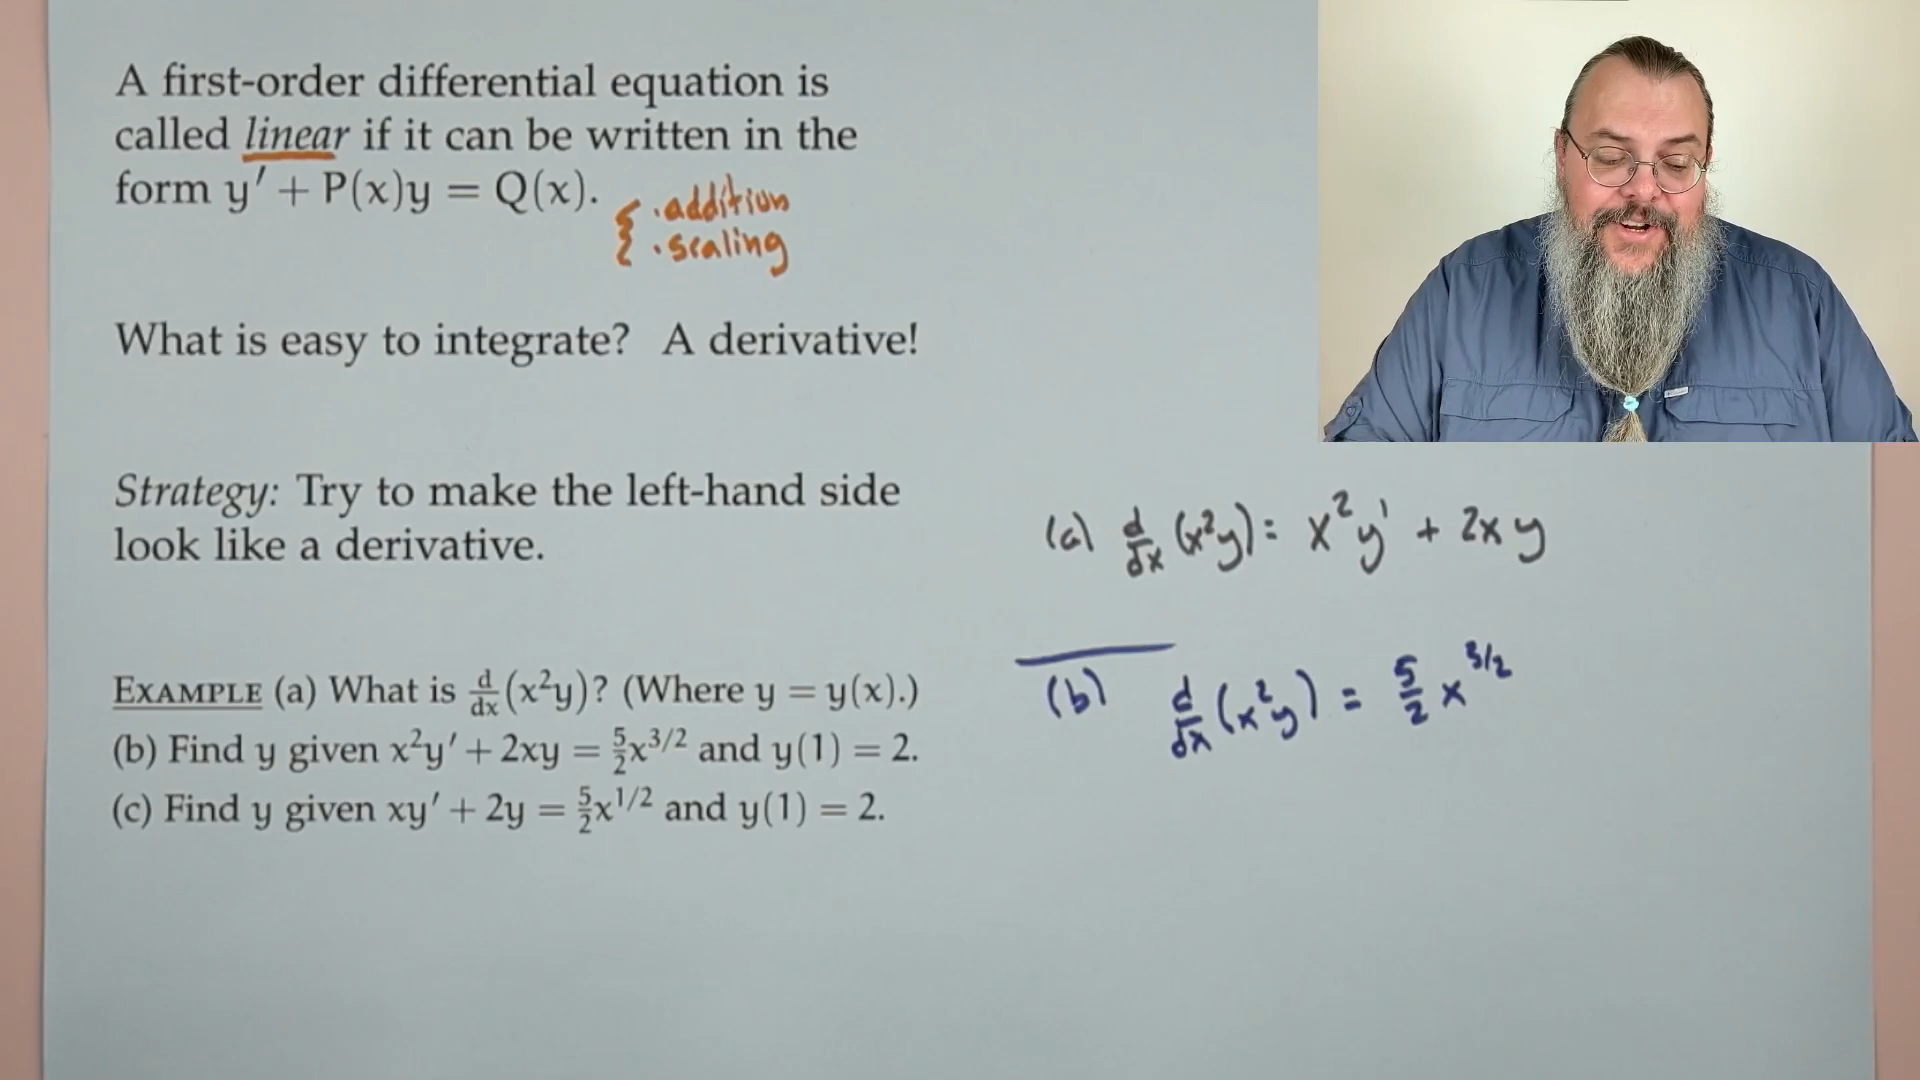 A first-order differential equation is
called linear if it can be written in the
form y′ + P(x)y = Q(x).
{ · addition
· scaling
What is easy to integrate? A derivative!
Strategy: Try to make the left-hand side
look like a derivative.
(a) d/dx (x²y) = x²y' + 2xy
EXAMPLE (a) What is d/dx (x²y)? (Where y = y(x).)
(b) Find y given x²y′ + 2xy = 5/2 x^3/2 and y(1) = 2.
(c) Find y given xy′ + 2y = 5/2 x^1/2 and y(1) = 2.
(b) d/dx (x²y) = 5/2 x^3/2